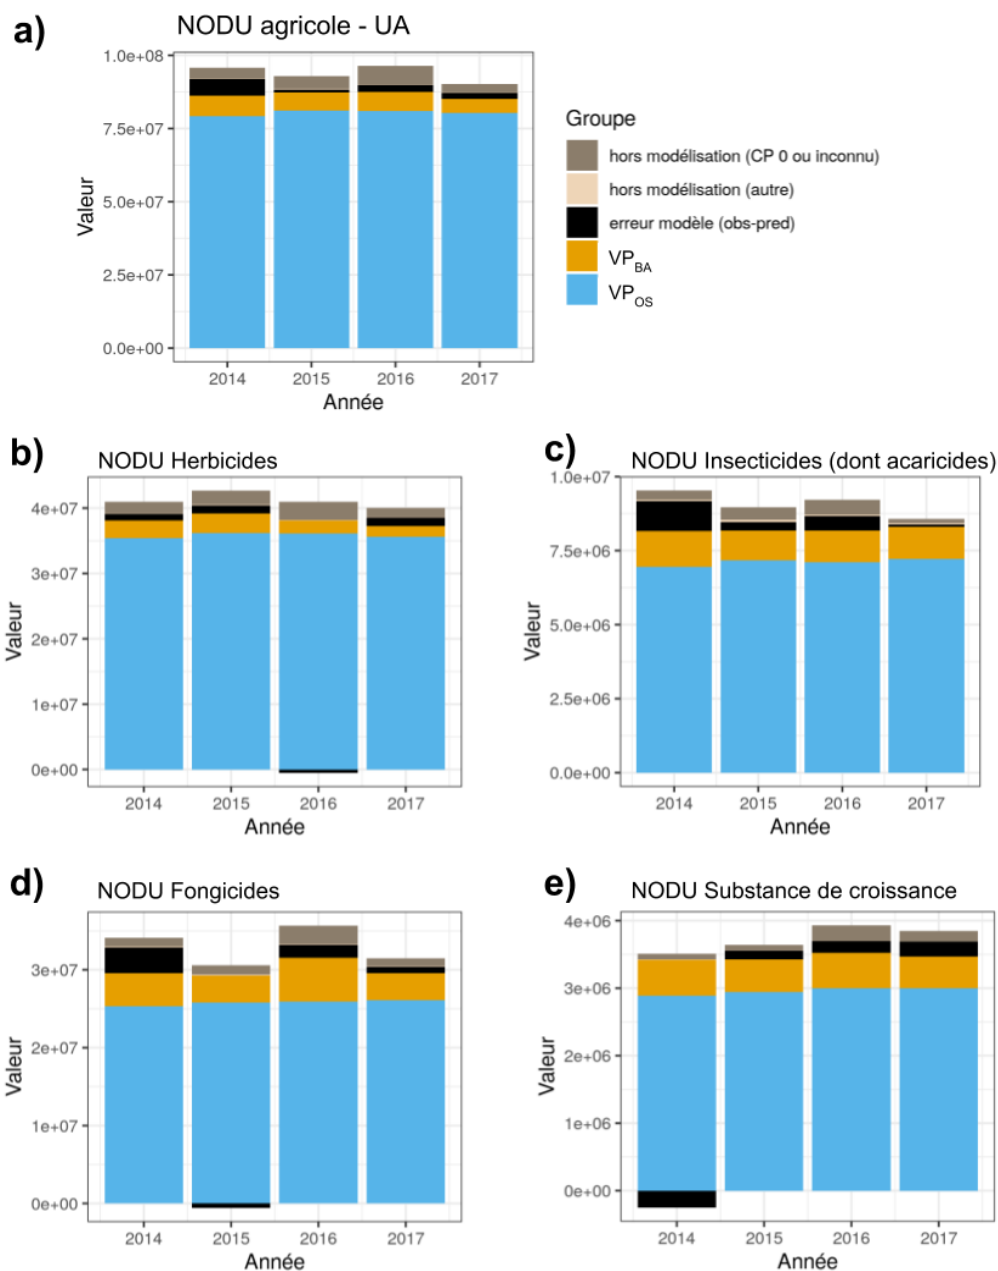 a)
NODU agricole - UA
1.0e+08
7.5e+07
5.0e+07
2.5e+07
0.0e+00
Valeur
2014 2015 2016 2017
Année
Groupe
hors modélisation (CP 0 ou inconnu)
hors modélisation (autre)
erreur modèle (obs-pred)
VP_BA
VP_OS
b)
NODU Herbicides
4e+07
3e+07
2e+07
1e+07
0e+00
Valeur
2014 2015 2016 2017
Année
c)
NODU Insecticides (dont acaricides)
1.0e+07
7.5e+06
5.0e+06
2.5e+06
0.0e+00
Valeur
2014 2015 2016 2017
Année
d)
NODU Fongicides
3e+07
2e+07
1e+07
0e+00
Valeur
2014 2015 2016 2017
Année
e)
NODU Substance de croissance
4e+06
3e+06
2e+06
1e+06
0e+00
Valeur
2014 2015 2016 2017
Année